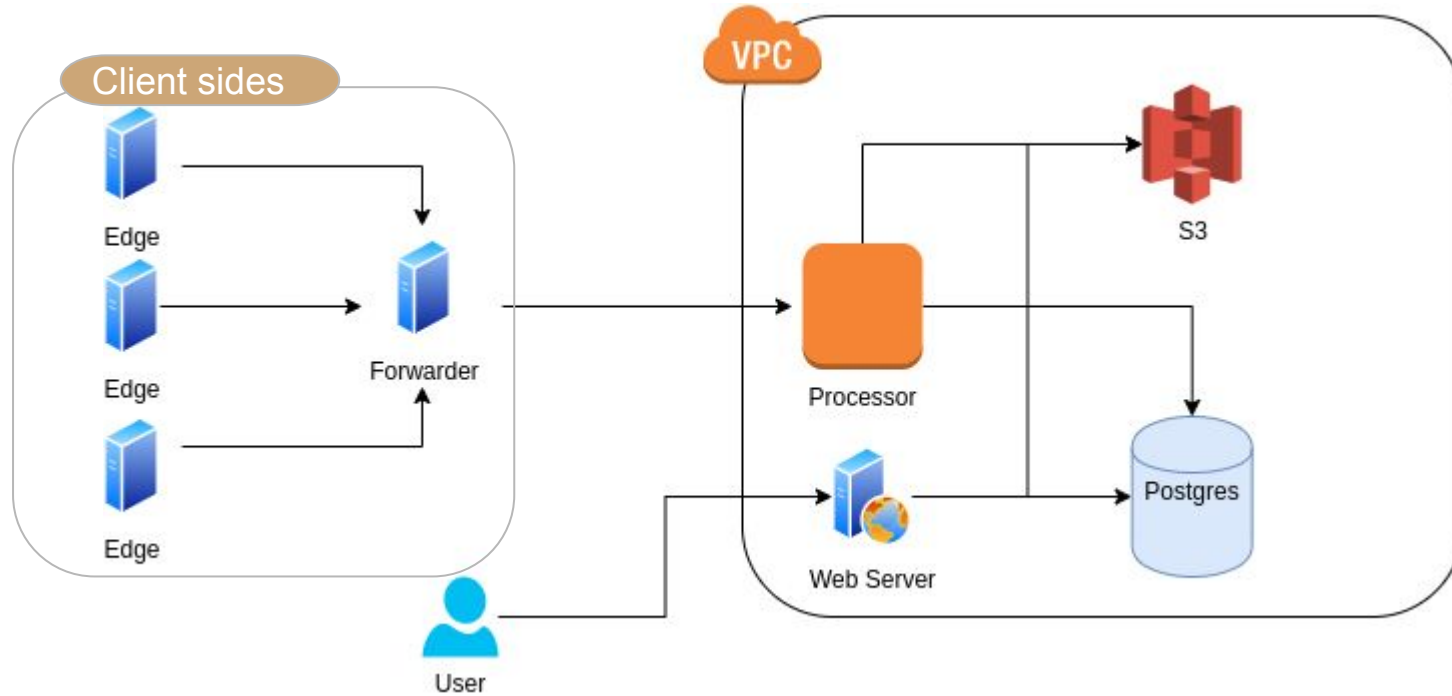 VPC
Client sides
Edge
S3
Edge
Forwarder
Processor
Edge
Postgres
Web Server
User